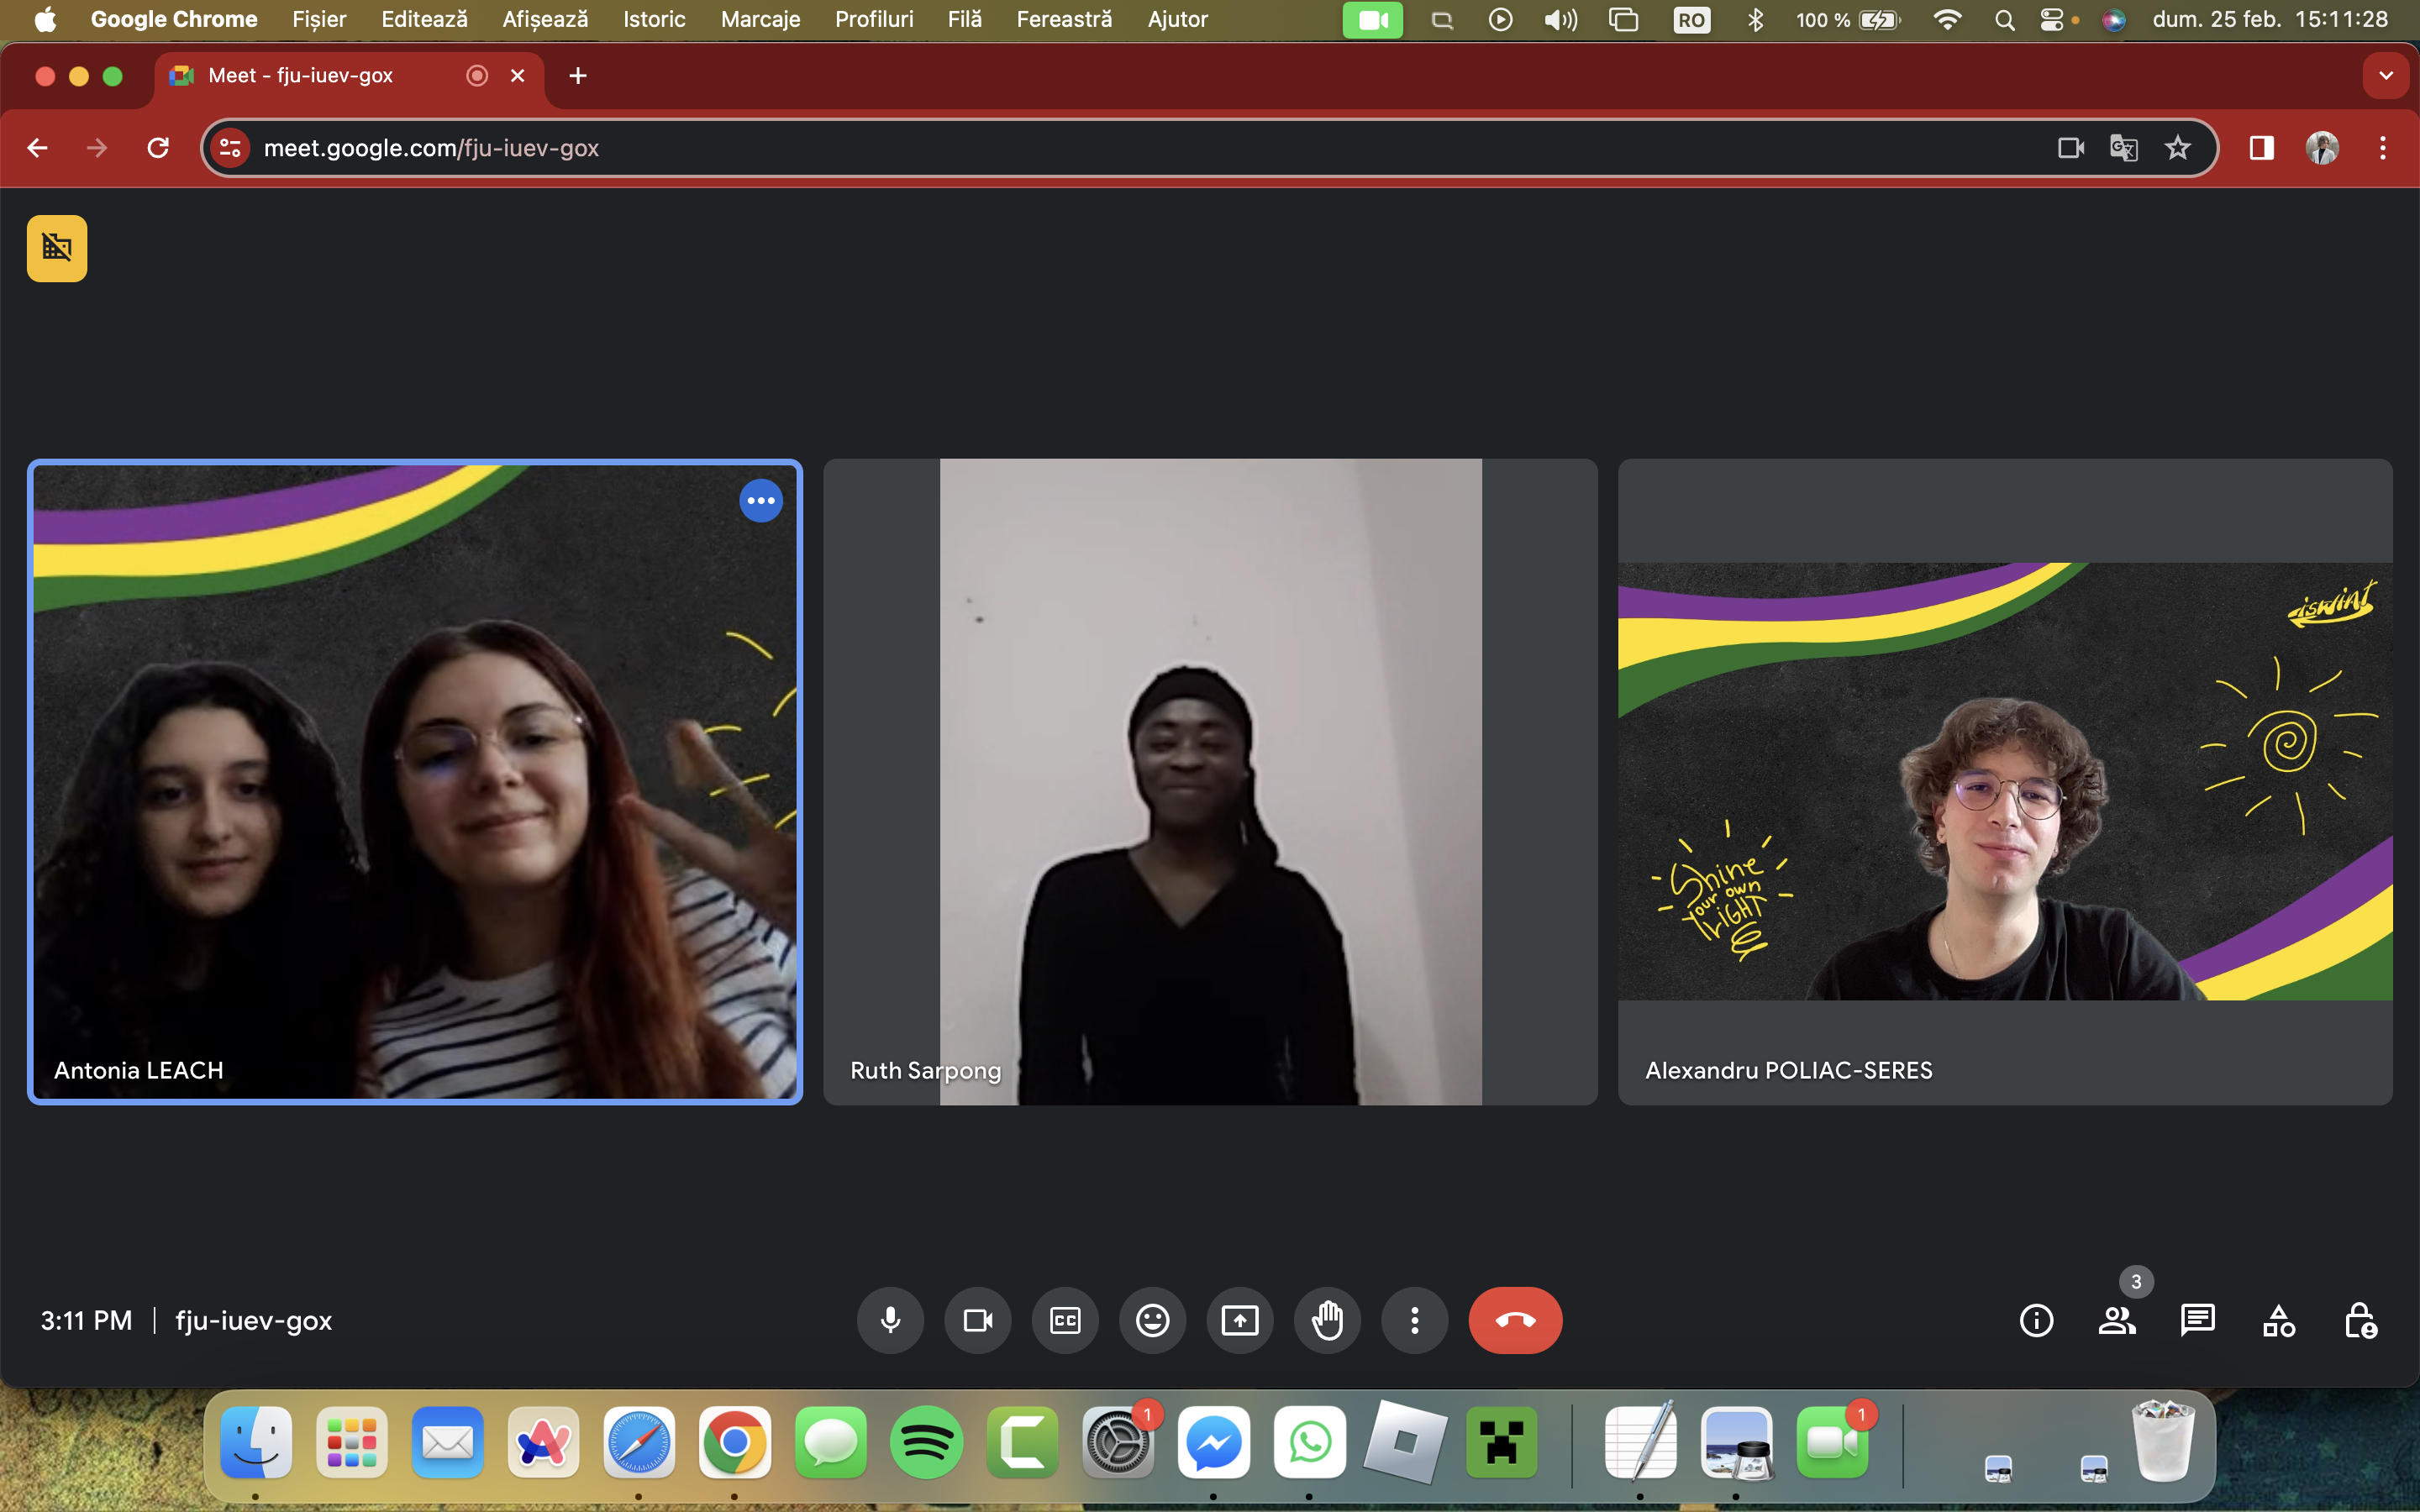 Google Chrome Fișier Editează Afișează Istoric Marcaje Profiluri Filă Fereastră Ajutor RO 100 % dum. 25 feb. 15:11:28
Meet - fju-iuev-gox
meet.google.com/fju-iuev-gox
iswinT
Shine
your own
LIGHT
Antonia LEACH
Ruth Sarpong
Alexandru POLIAC-SERES
3
3:11 PM fju-iuev-gox
CC
1
1